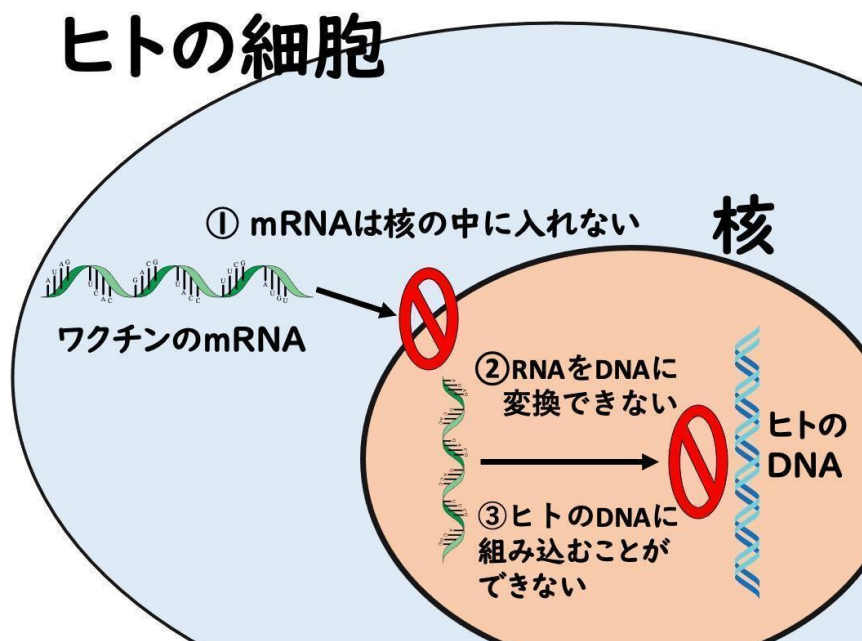 ヒトの細胞
① mRNAは核の中に入れない
核
ワクチンのmRNA
②RNAをDNAに
変換できない
ヒトの
DNA
③ヒトのDNAに
組み込むことが
できない